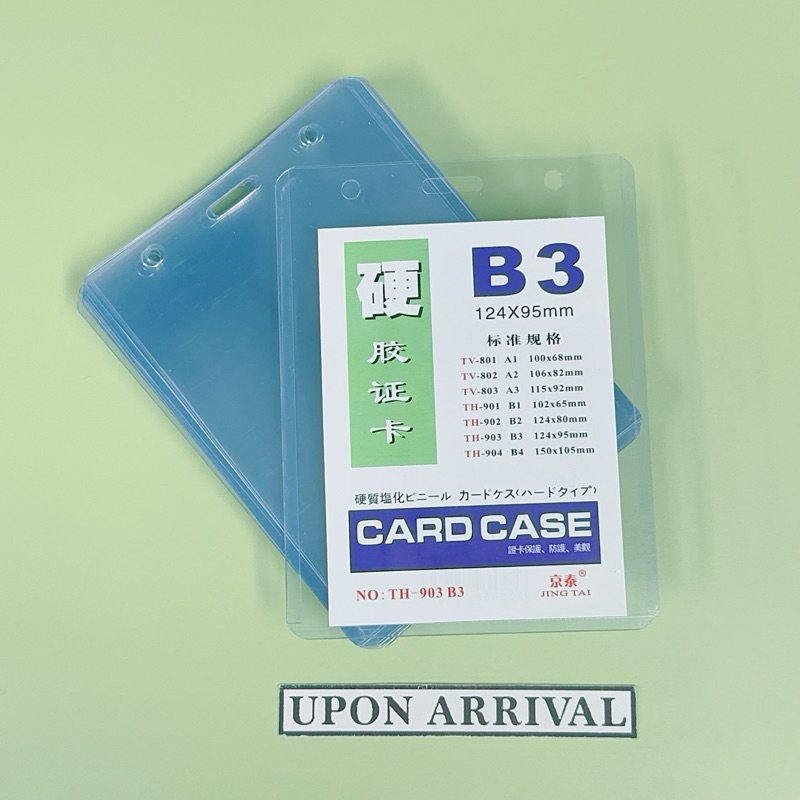 硬
胶
证
卡
B3
124X95mm
标准规格
TV-801 A1 100x68mm
TV-802 A2 106x82mm
TV-803 A3 115x92mm
TH-901 B1 102x65mm
TH-902 B2 124x80mm
TH-903 B3 124x95mm
TH-904 B4 150x105mm
硬質塩化ビニール カードケス(ハードタイプ)
CARD CASE
證卡保護、防護、美觀
NO: TH-903 B3
京泰®
JING TAI
UPON ARRIVAL